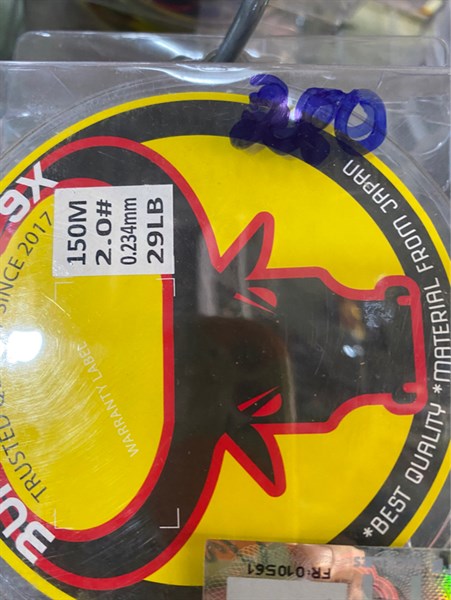 9X
SINCE 2017
TRUSTED
150M
2.0#
0.234mm
29LB
WARRANTY LABEL
*BEST QUALITY *MATERIAL FROM JAPAN
FR:010561